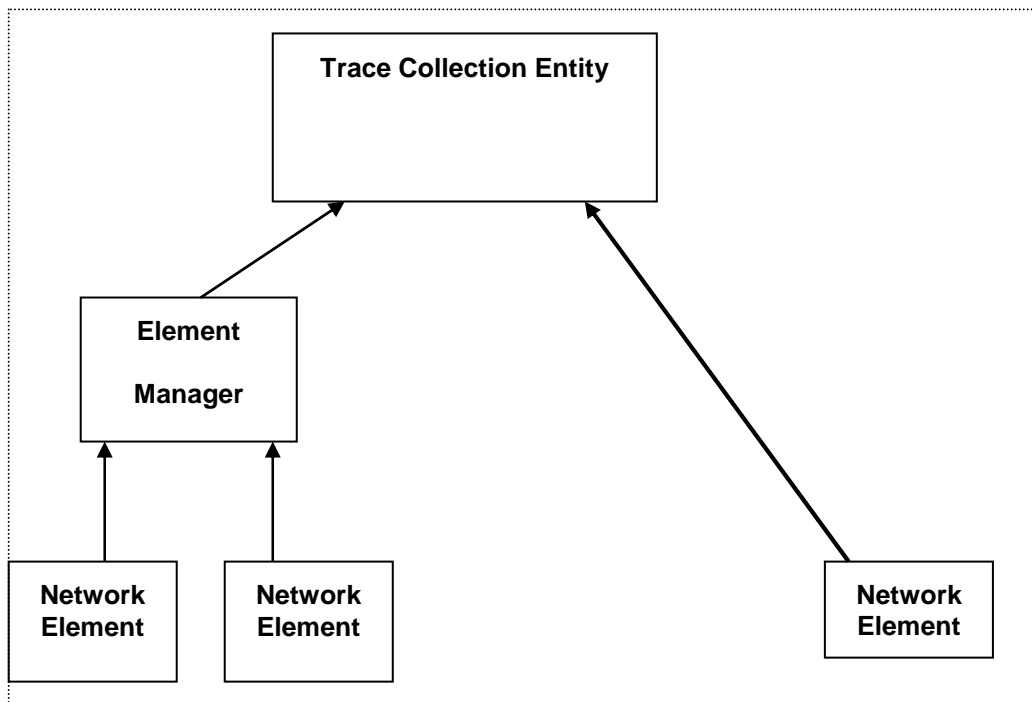 Trace Collection Entity
Element
Manager
Network
Element
Network
Element
Network
Element